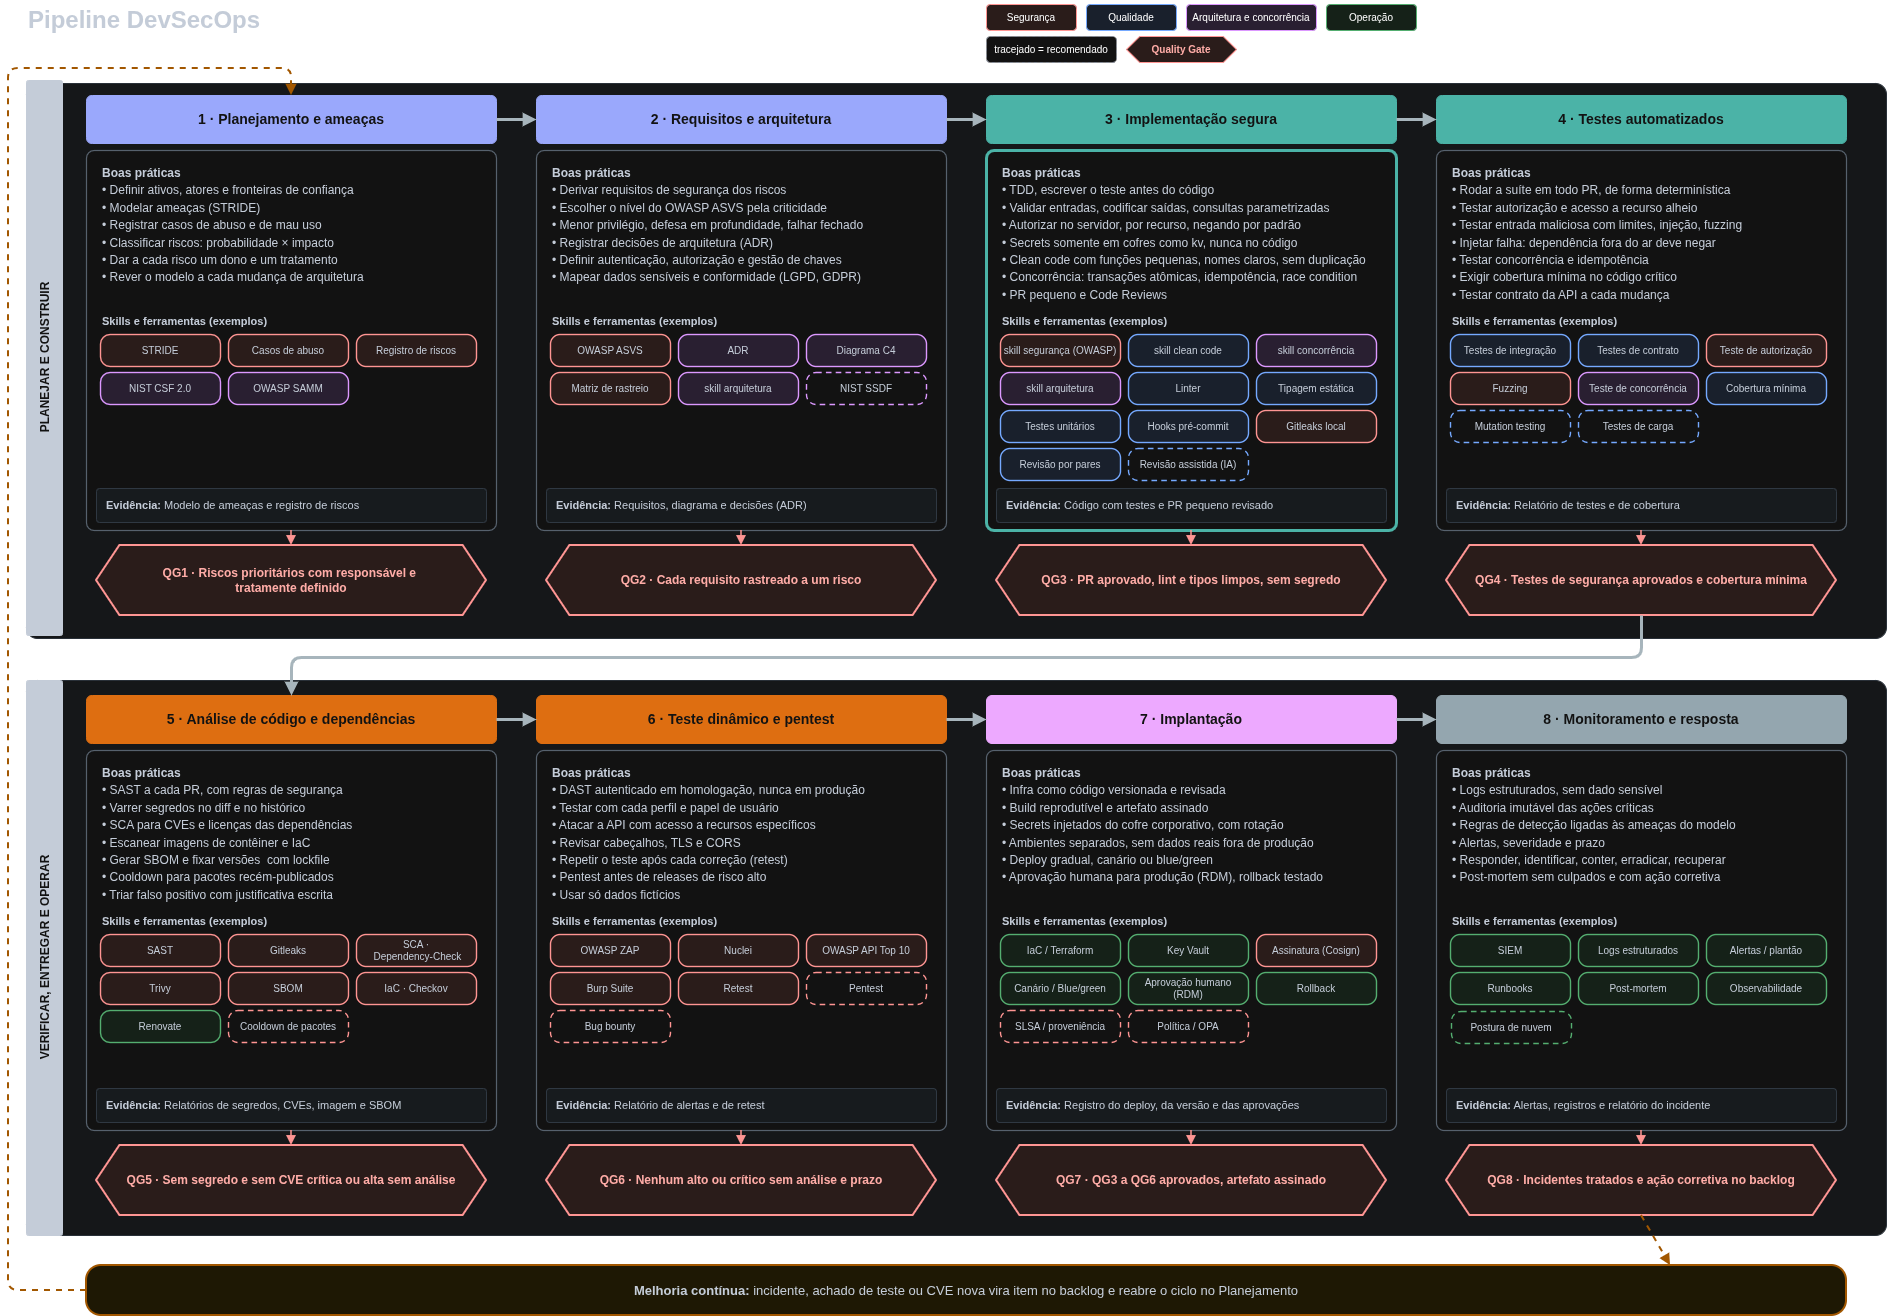 Pipeline DevSecOps
Segurança
Qualidade
Arquitetura e concorrência
Operação
tracejado = recomendado
Quality Gate
PLANEJAR E CONSTRUIR
1 · Planejamento e ameaças
Boas práticas
• Definir ativos, atores e fronteiras de confiança
• Modelar ameaças (STRIDE)
• Registrar casos de abuso e de mau uso
• Classificar riscos: probabilidade × impacto
• Dar a cada risco um dono e um tratamento
• Rever o modelo a cada mudança de arquitetura
Skills e ferramentas (exemplos)
STRIDE
Casos de abuso
Registro de riscos
NIST CSF 2.0
OWASP SAMM
Evidência: Modelo de ameaças e registro de riscos
QG1 · Riscos prioritários com responsável e
tratamente definido
2 · Requisitos e arquitetura
Boas práticas
• Derivar requisitos de segurança dos riscos
• Escolher o nível do OWASP ASVS pela criticidade
• Menor privilégio, defesa em profundidade, falhar fechado
• Registrar decisões de arquitetura (ADR)
• Definir autenticação, autorização e gestão de chaves
• Mapear dados sensíveis e conformidade (LGPD, GDPR)
Skills e ferramentas (exemplos)
OWASP ASVS
ADR
Diagrama C4
Matriz de rastreio
skill arquitetura
NIST SSDF
Evidência: Requisitos, diagrama e decisões (ADR)
QG2 · Cada requisito rastreado a um risco
3 · Implementação segura
Boas práticas
• TDD, escrever o teste antes do código
• Validar entradas, codificar saídas, consultas parametrizadas
• Autorizar no servidor, por recurso, negando por padrão
• Secrets somente em cofres como kv, nunca no código
• Clean code com funções pequenas, nomes claros, sem duplicação
• Concorrência: transações atômicas, idempotência, race condition
• PR pequeno e Code Reviews
Skills e ferramentas (exemplos)
skill segurança (OWASP)
skill clean code
skill concorrência
skill arquitetura
Linter
Tipagem estática
Testes unitários
Hooks pré-commit
Gitleaks local
Revisão por pares
Revisão assistida (IA)
Evidência: Código com testes e PR pequeno revisado
QG3 · PR aprovado, lint e tipos limpos, sem segredo
4 · Testes automatizados
Boas práticas
• Rodar a suíte em todo PR, de forma determinística
• Testar autorização e acesso a recurso alheio
• Testar entrada maliciosa com limites, injeção, fuzzing
• Injetar falha: dependência fora do ar deve negar
• Testar concorrência e idempotência
• Exigir cobertura mínima no código crítico
• Testar contrato da API a cada mudança
Skills e ferramentas (exemplos)
Testes de integração
Testes de contrato
Teste de autorização
Fuzzing
Teste de concorrência
Cobertura mínima
Mutation testing
Testes de carga
Evidência: Relatório de testes e de cobertura
QG4 · Testes de segurança aprovados e cobertura mínima
VERIFICAR, ENTREGAR E OPERAR
5 · Análise de código e dependências
Boas práticas
• SAST a cada PR, com regras de segurança
• Varrer segredos no diff e no histórico
• SCA para CVEs e licenças das dependências
• Escanear imagens de contêiner e IaC
• Gerar SBOM e fixar versões  com lockfile
• Cooldown para pacotes recém-publicados
• Triar falso positivo com justificativa escrita
Skills e ferramentas (exemplos)
SAST
Gitleaks
SCA ·
Dependency-Check
Trivy
SBOM
IaC · Checkov
Renovate
Cooldown de pacotes
Evidência: Relatórios de segredos, CVEs, imagem e SBOM
QG5 · Sem segredo e sem CVE crítica ou alta sem análise
6 · Teste dinâmico e pentest
Boas práticas
• DAST autenticado em homologação, nunca em produção
• Testar com cada perfil e papel de usuário
• Atacar a API com acesso a recursos específicos
• Revisar cabeçalhos, TLS e CORS
• Repetir o teste após cada correção (retest)
• Pentest antes de releases de risco alto
• Usar só dados fictícios
Skills e ferramentas (exemplos)
OWASP ZAP
Nuclei
OWASP API Top 10
Burp Suite
Retest
Pentest
Bug bounty
Evidência: Relatório de alertas e de retest
QG6 · Nenhum alto ou crítico sem análise e prazo
7 · Implantação
Boas práticas
• Infra como código versionada e revisada
• Build reprodutível e artefato assinado
• Secrets injetados do cofre corporativo, com rotação
• Ambientes separados, sem dados reais fora de produção
• Deploy gradual, canário ou blue/green
• Aprovação humana para produção (RDM), rollback testado
Skills e ferramentas (exemplos)
IaC / Terraform
Key Vault
Assinatura (Cosign)
Canário / Blue/green
Aprovação humano
(RDM)
Rollback
SLSA / proveniência
Política / OPA
Evidência: Registro do deploy, da versão e das aprovações
QG7 · QG3 a QG6 aprovados, artefato assinado
8 · Monitoramento e resposta
Boas práticas
• Logs estruturados, sem dado sensível
• Auditoria imutável das ações críticas
• Regras de detecção ligadas às ameaças do modelo
• Alertas, severidade e prazo
• Responder, identificar, conter, erradicar, recuperar
• Post-mortem sem culpados e com ação corretiva
Skills e ferramentas (exemplos)
SIEM
Logs estruturados
Alertas / plantão
Runbooks
Post-mortem
Observabilidade
Postura de nuvem
Evidência: Alertas, registros e relatório do incidente
QG8 · Incidentes tratados e ação corretiva no backlog
Melhoria contínua: incidente, achado de teste ou CVE nova vira item no backlog e reabre o ciclo no Planejamento